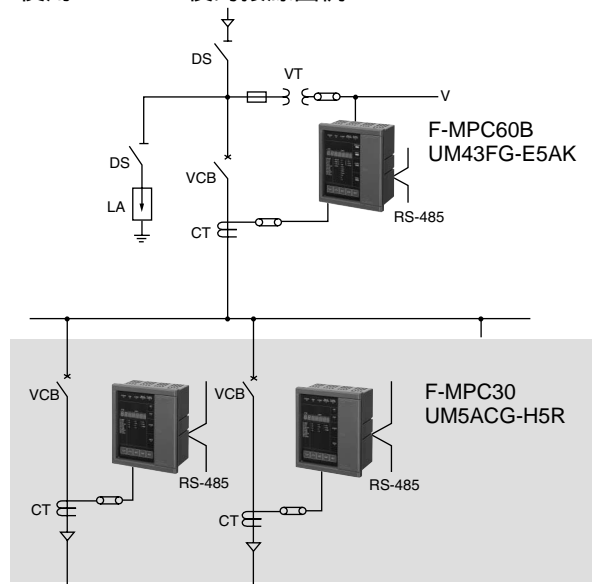 DS
VT
V
F-MPC60B
UM43FG-E5AK
DS
VCB
LA
RS-485
CT
VCB
VCB
F-MPC30
UM5ACG-H5R
RS-485
RS-485
CT
CT